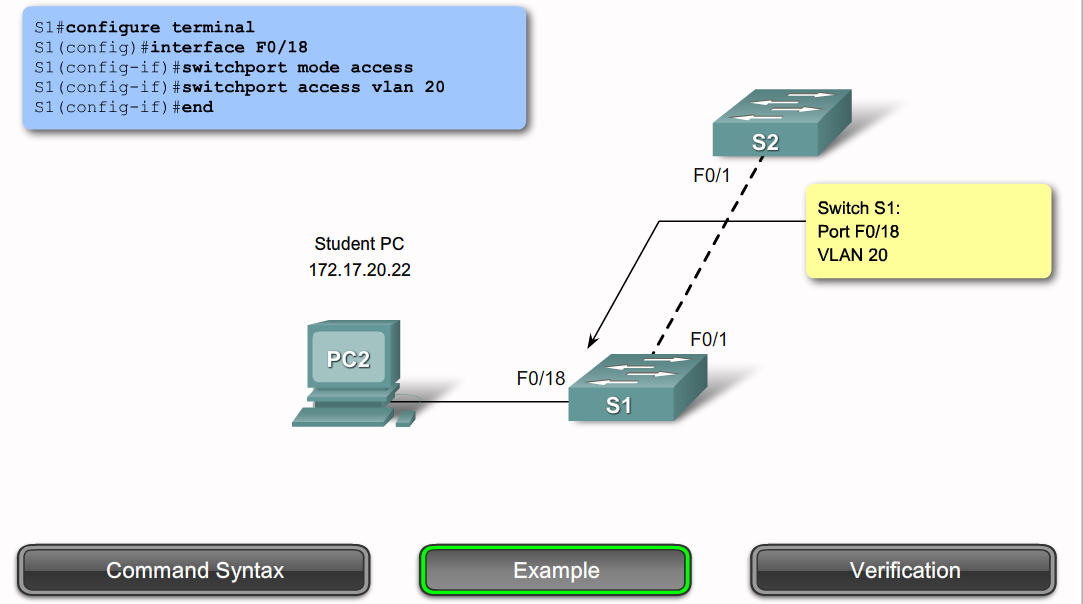 S1#configure terminal
S1(config)#interface F0/18
S1(config-if)#switchport mode access
S1(config-if)#switchport access vlan 20
S1(config-if)#end
S2
F0/1
Switch S1:
Port F0/18
VLAN 20
Student PC
172.17.20.22
PC2
F0/1
F0/18
S1
Command Syntax
Example
Verification